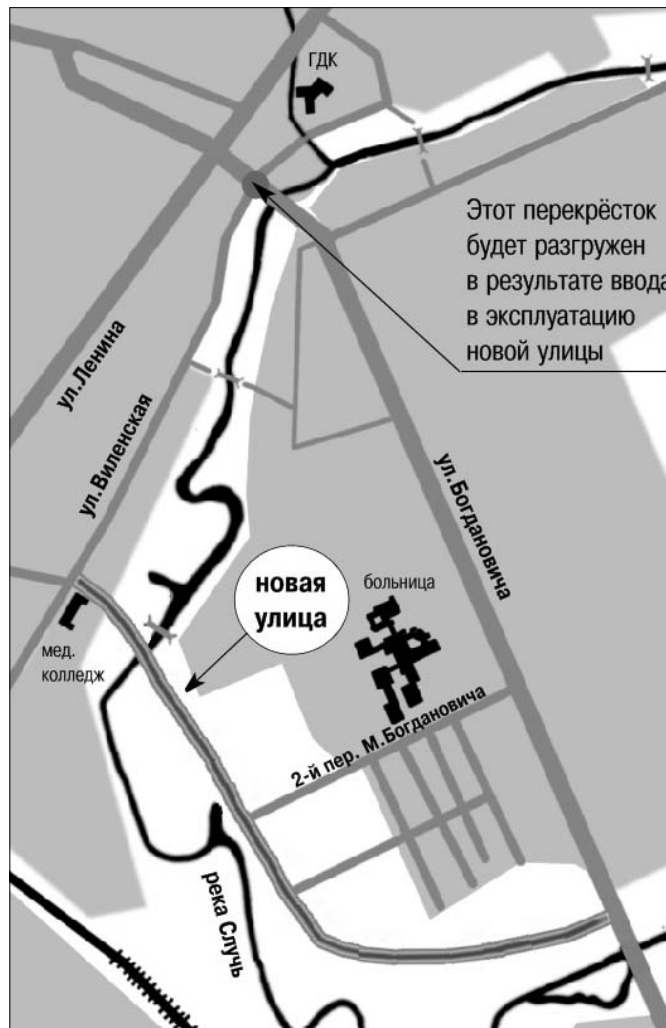 ГДК
Этот перекрёсток
будет разгружен
в результате ввода
в эксплуатацию
новой улицы
ул.Ленина
ул.Виленская
ул.Богдановича
новая
улица
больница
мед.
колледж
2-й пер. М.Богдановича
река Случь